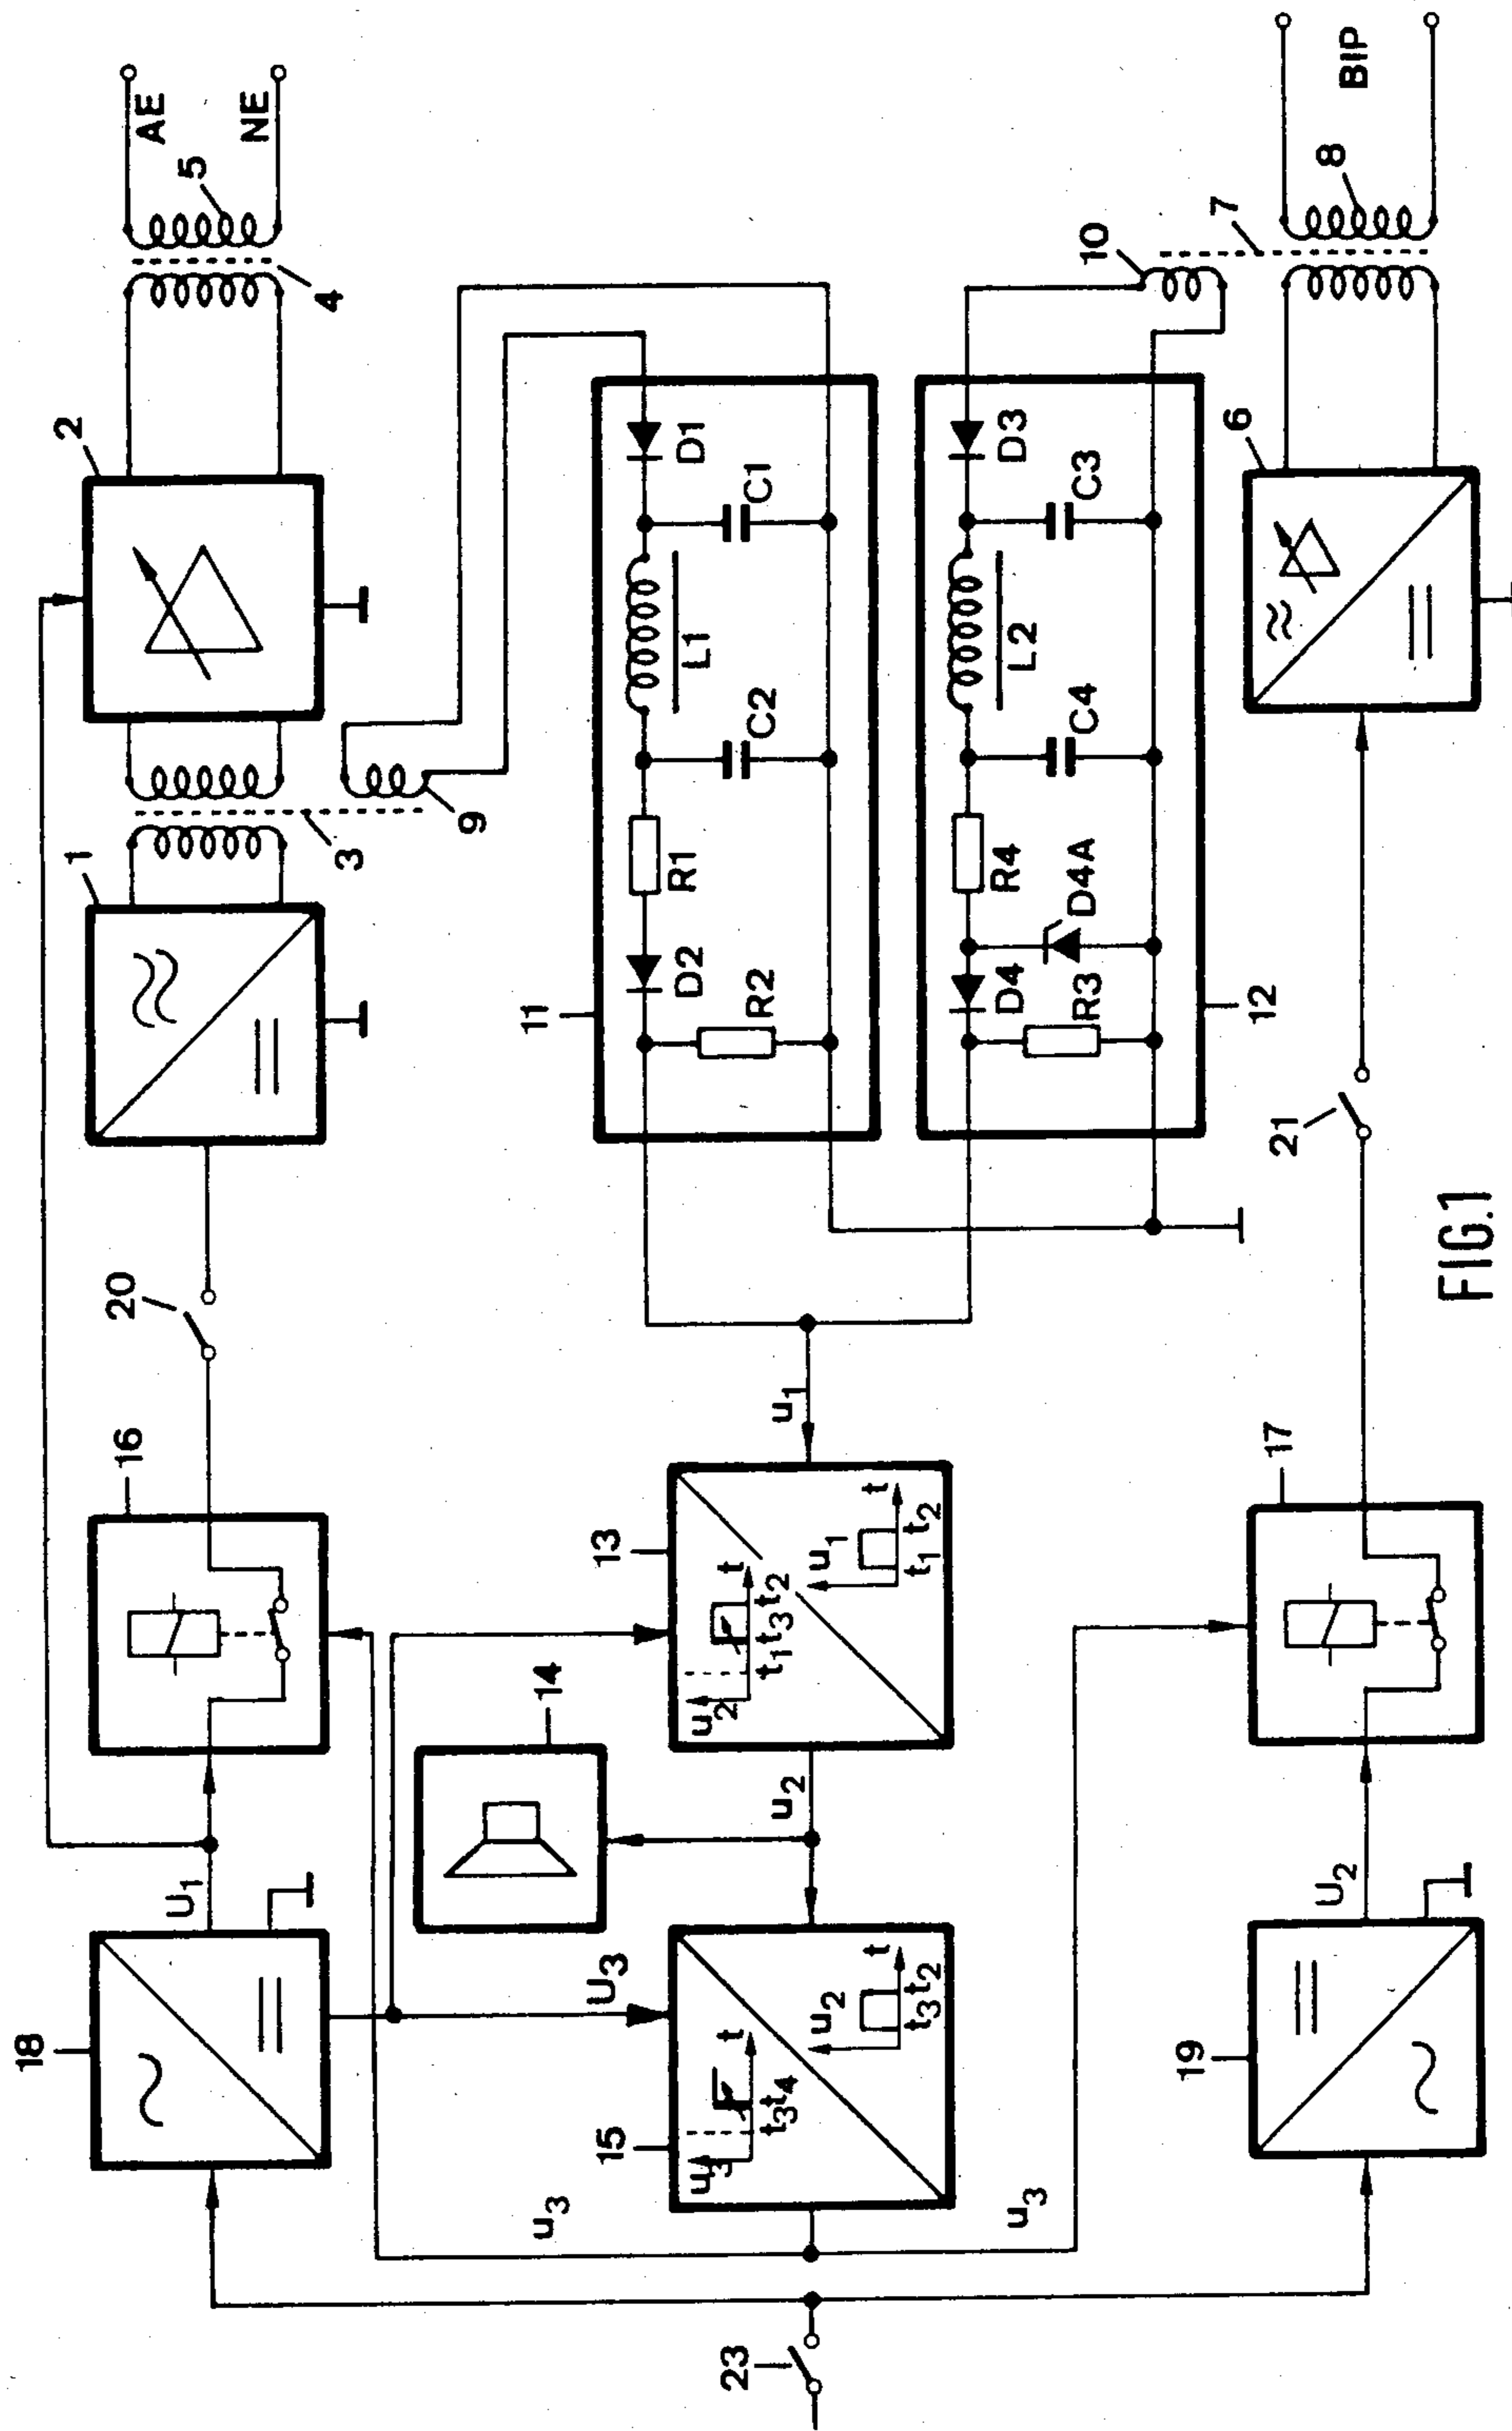 18
U1
16
20
1
3
2
4
5
AE
NE
9
U3
14
u3
15
u3
t
t3 t4
u2
t
t3 t2
u2
13
u2
t
t1 t3 t2
u1
t
t1 t2
u1
11
D2
R1
C2
L1
C1
D1
R2
12
D4
R4
C4
L2
C3
D3
R3
D4A
10
7
8
BIP
6
23
u3
19
U2
17
21
FIG.1